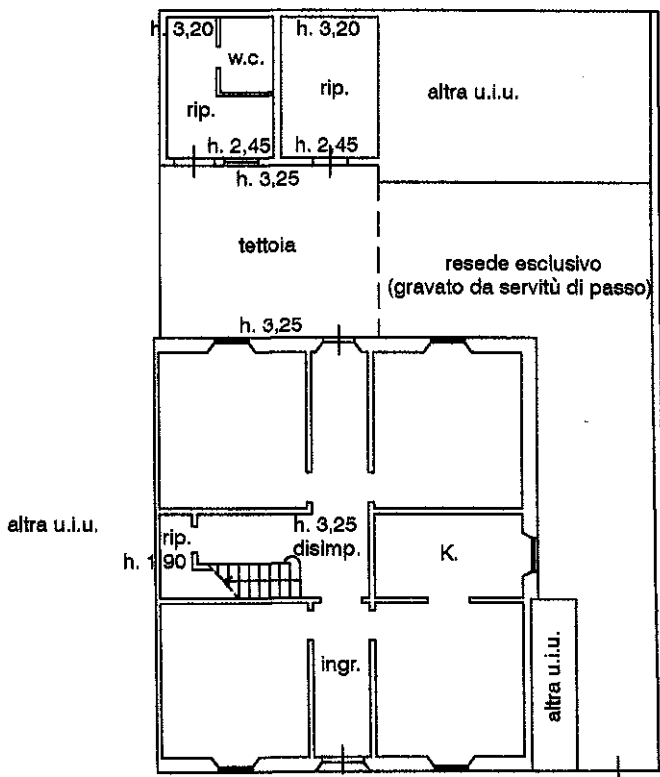 h. 3,20
h. 3,20
w.c.
rip.
rip.
altra u.i.u.
h. 2,45
h. 2,45
h. 3,25
tettoia
resede esclusivo
(gravato da servitù di passo)
h. 3,25
altra u.i.u.
rip.
h. 1,90
h. 3,25
disimp.
K.
ingr.
altra u.i.u.